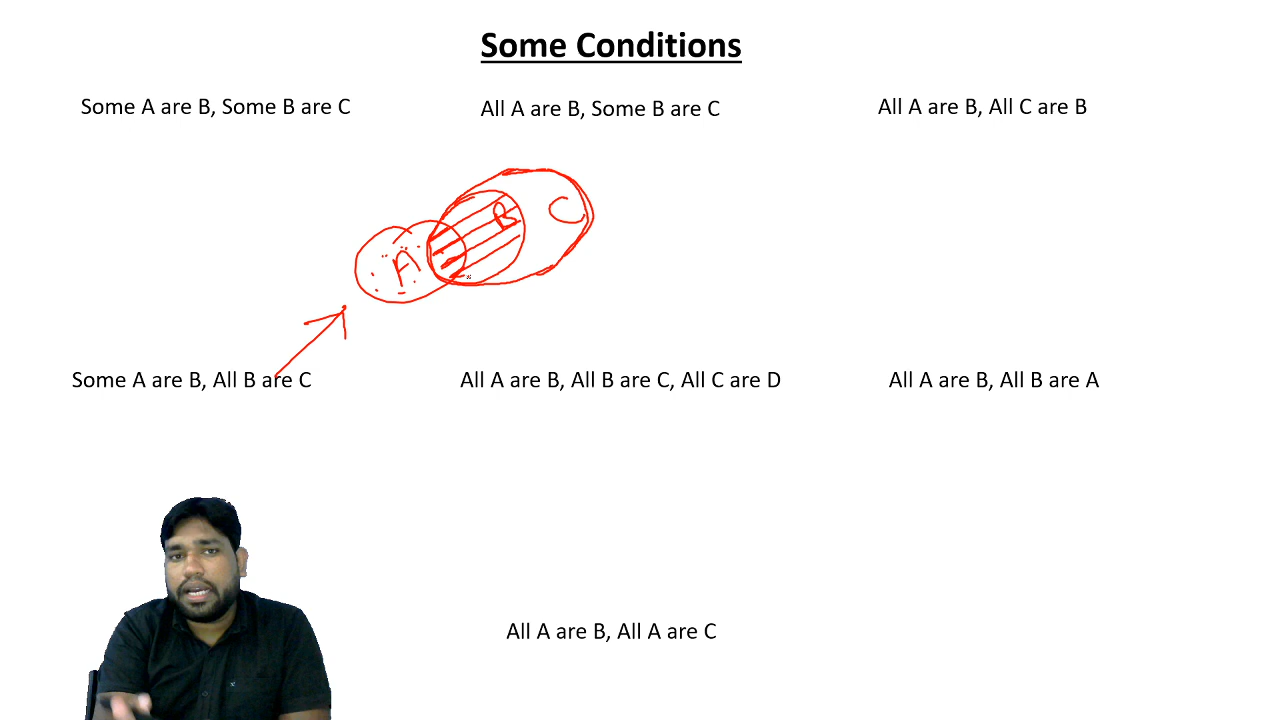 Some Conditions
Some A are B, Some B are C
All A are B, Some B are C
All A are B, All C are B
A
B
C
Some A are B, All B are C
All A are B, All B are C, All C are D
All A are B, All B are A
All A are B, All A are C